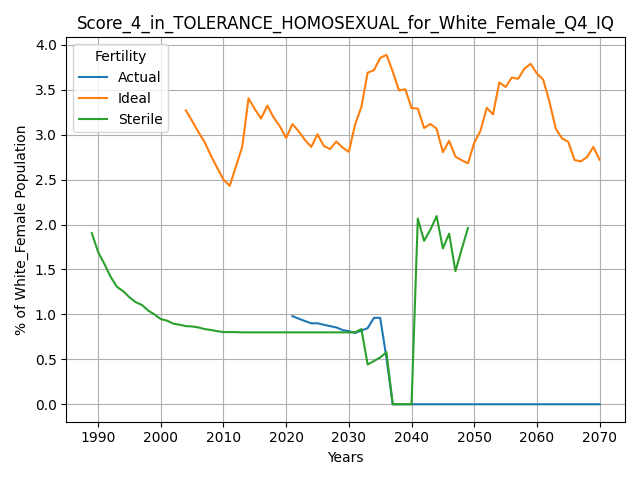 Score_4_in_TOLERANCE_HOMOSEXUAL_for_White_Female_Q4_IQ
Fertility
Actual
Ideal
Sterile
% of White_Female Population
4.0
3.5
3.0
2.5
2.0
1.5
1.0
0.5
0.0
1990 2000 2010 2020 2030 2040 2050 2060 2070
Years